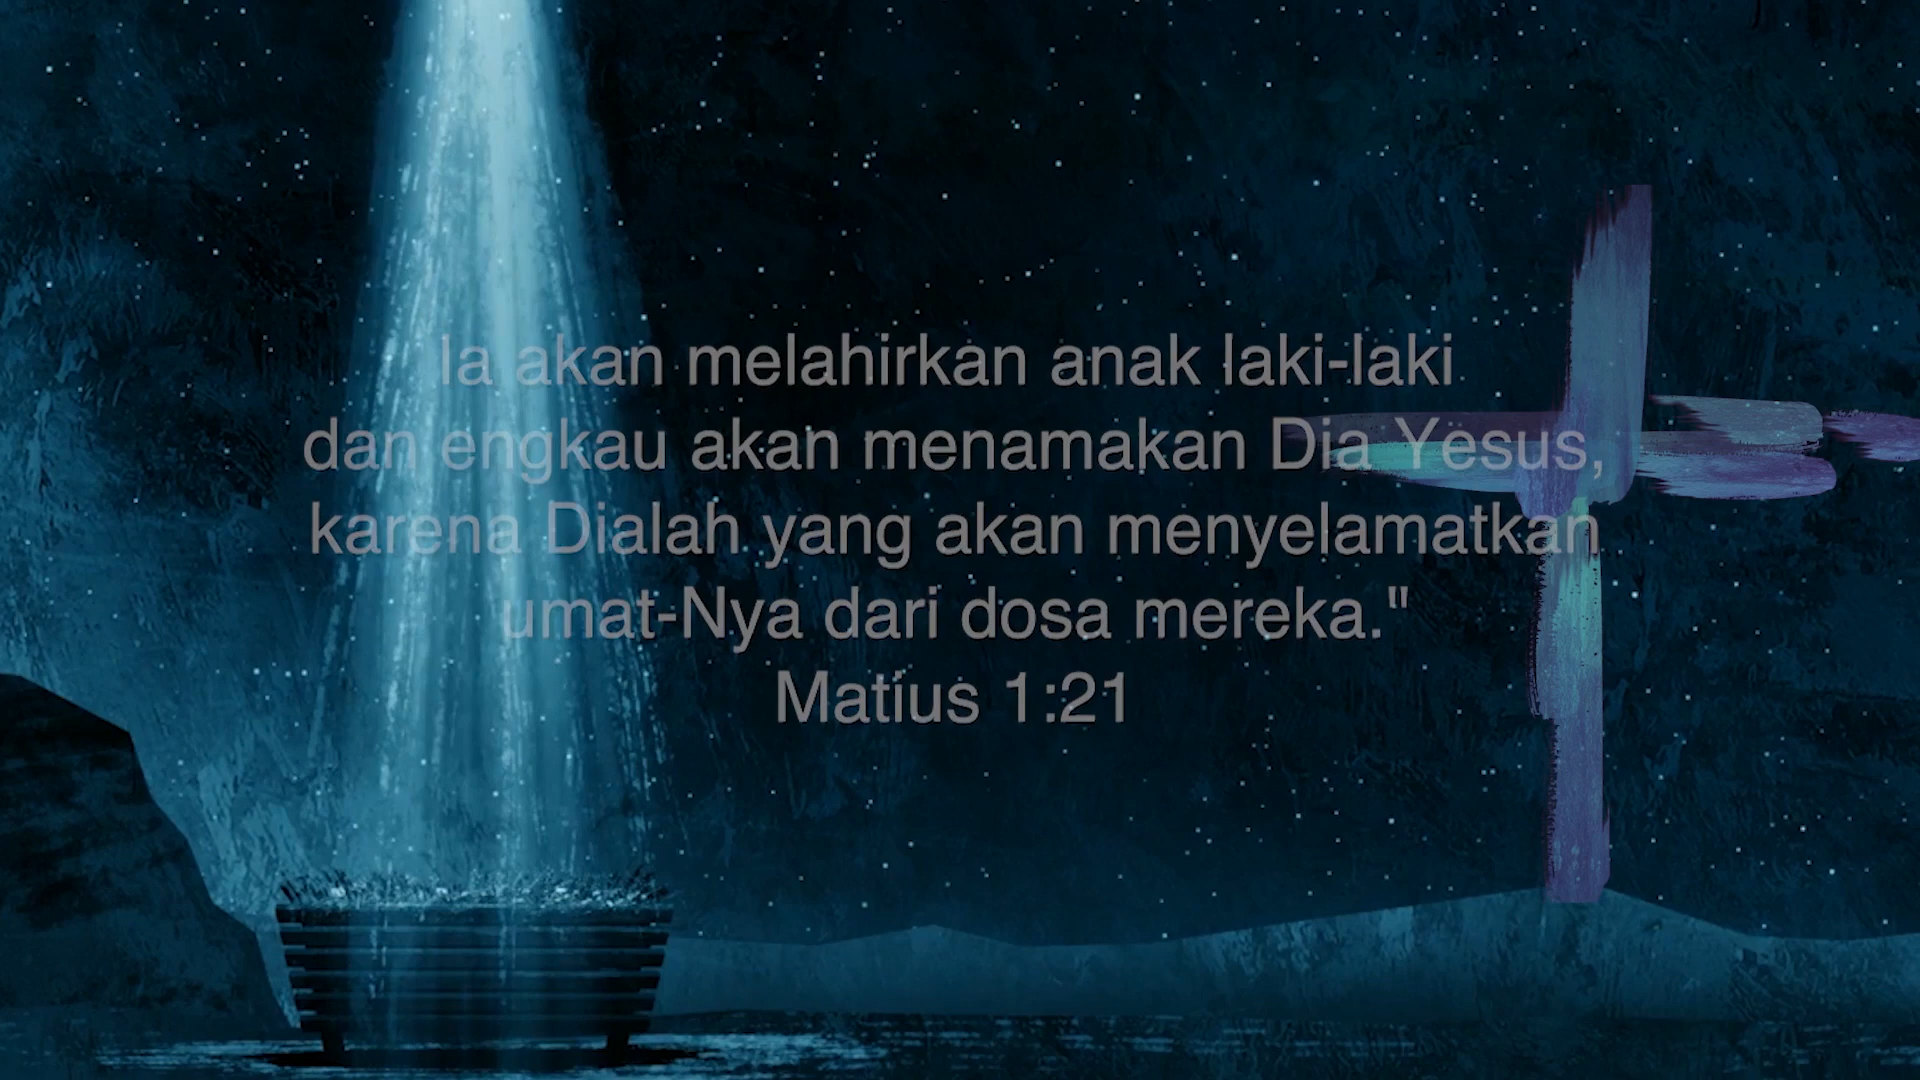 Ia akan melahirkan anak laki-laki
dan engkau akan menamakan Dia Yesus,
karena Dialah yang akan menyelamatkan
umat-Nya dari dosa mereka."
Matius 1:21